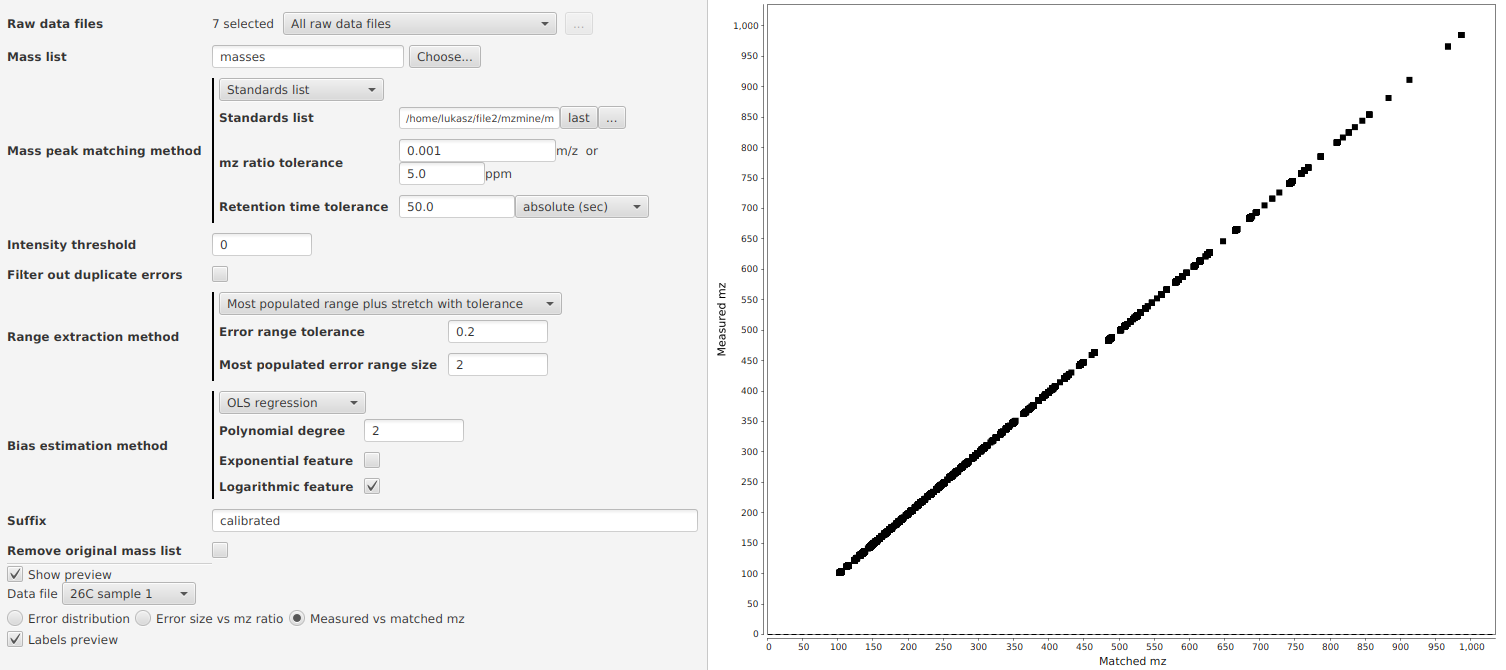 Raw data files 7 selected All raw data files ...
Mass list masses Choose...
Mass peak matching method
Standards list
Standards list /home/lukasz/file2/mzmine/m last ...
mz ratio tolerance 0.001 m/z or
5.0 ppm
Retention time tolerance 50.0 absolute (sec)
Intensity threshold 0
Filter out duplicate errors
Range extraction method
Most populated range plus stretch with tolerance
Error range tolerance 0.2
Most populated error range size 2
Bias estimation method
OLS regression
Polynomial degree 2
Exponential feature
Logarithmic feature
Suffix calibrated
Remove original mass list
Show preview
Data file 26C sample 1
Error distribution Error size vs mz ratio Measured vs matched mz
Labels preview
Measured mz
1,000
950
900
850
800
750
700
650
600
550
500
450
400
350
300
250
200
150
100
50
0
0 50 100 150 200 250 300 350 400 450 500 550 600 650 700 750 800 850 900 950 1,000
Matched mz